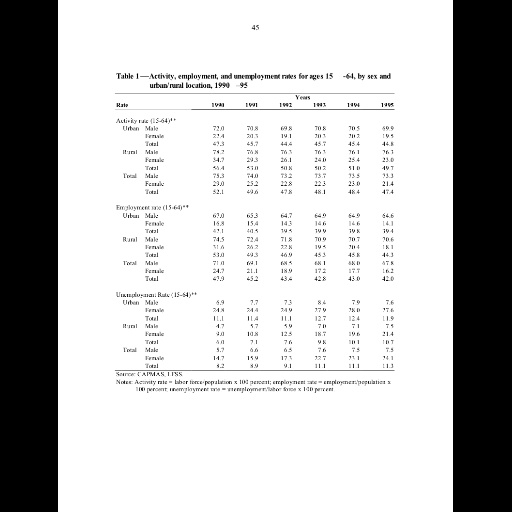 45
Table 1—Activity, employment, and unemployment rates for ages 15 -64, by sex and
urban/rural location, 1990 –95
Years
Rate 1990 1991 1992 1993 1994 1995
Activity rate (15-64)**
Urban Male 72.0 70.8 69.8 70.8 70.5 69.9
Female 22.4 20.3 19.1 20.3 20.2 19.5
Total 47.3 45.7 44.4 45.7 45.4 44.8
Rural Male 78.2 76.8 76.3 76.3 76.1 76.3
Female 34.7 29.3 26.1 24.0 25.4 23.0
Total 56.4 53.0 50.8 50.2 51.0 49.7
Total Male 75.3 74.0 73.2 73.7 73.5 73.3
Female 29.0 25.2 22.8 22.3 23.0 21.4
Total 52.1 49.6 47.8 48.1 48.4 47.4
Employment rate (15-64)**
Urban Male 67.0 65.3 64.7 64.9 64.9 64.6
Female 16.8 15.4 14.3 14.6 14.6 14.1
Total 42.1 40.5 39.5 39.9 39.8 39.4
Rural Male 74.5 72.4 71.8 70.9 70.7 70.6
Female 31.6 26.2 22.8 19.5 20.4 18.1
Total 53.0 49.3 46.9 45.3 45.8 44.3
Total Male 71.0 69.1 68.5 68.1 68.0 67.8
Female 24.7 21.1 18.9 17.2 17.7 16.2
Total 47.9 45.2 43.4 42.8 43.0 42.0
Unemployment Rate (15-64)**
Urban Male 6.9 7.7 7.3 8.4 7.9 7.6
Female 24.8 24.4 24.9 27.9 28.0 27.6
Total 11.1 11.4 11.1 12.7 12.4 11.9
Rural Male 4.7 5.7 5.9 7.0 7.1 7.5
Female 9.0 10.8 12.5 18.7 19.6 21.4
Total 6.0 7.1 7.6 9.8 10.1 10.7
Total Male 5.7 6.6 6.5 7.6 7.5 7.5
Female 14.7 15.9 17.3 22.7 23.1 24.1
Total 8.2 8.9 9.1 11.1 11.1 11.3
Source: CAPMAS, LFSS.
Notes: Activity rate = labor force/population x 100 percent; employment rate = employment/population x
100 percent; unemployment rate = unemployment/labor force x 100 percent.